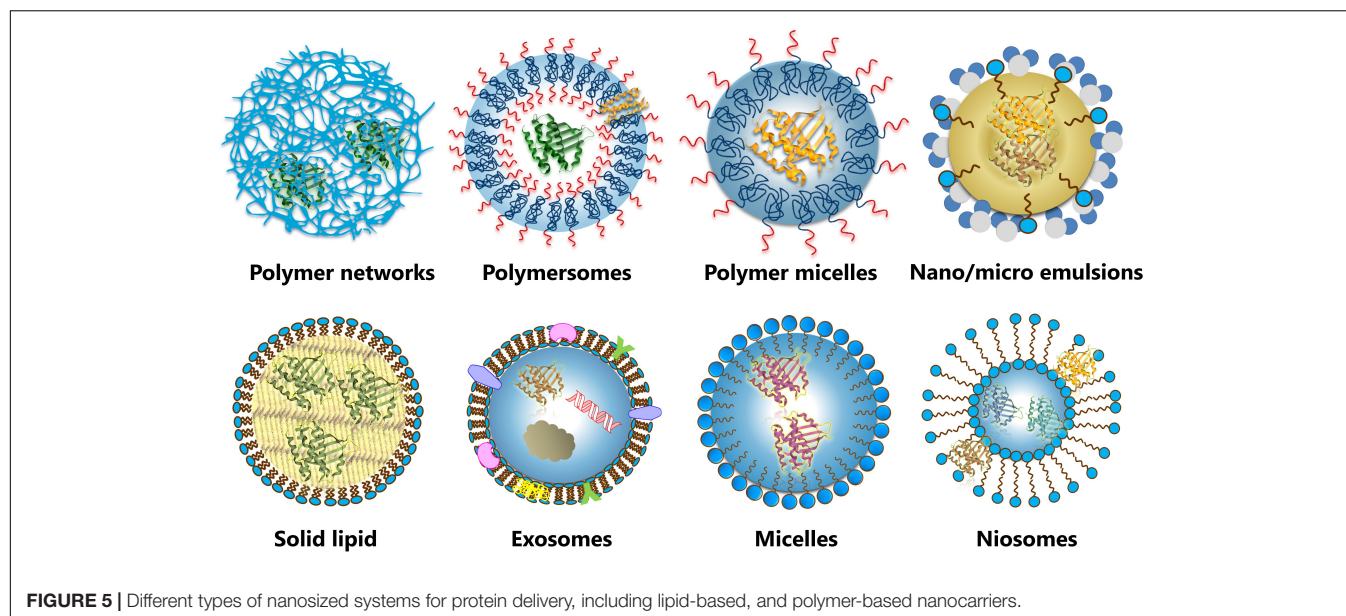 Polymer networks
Polymersomes
Polymer micelles
Nano/micro emulsions
Solid lipid
Exosomes
Micelles
Niosomes
FIGURE 5 | Different types of nanosized systems for protein delivery, including lipid-based, and polymer-based nanocarriers.